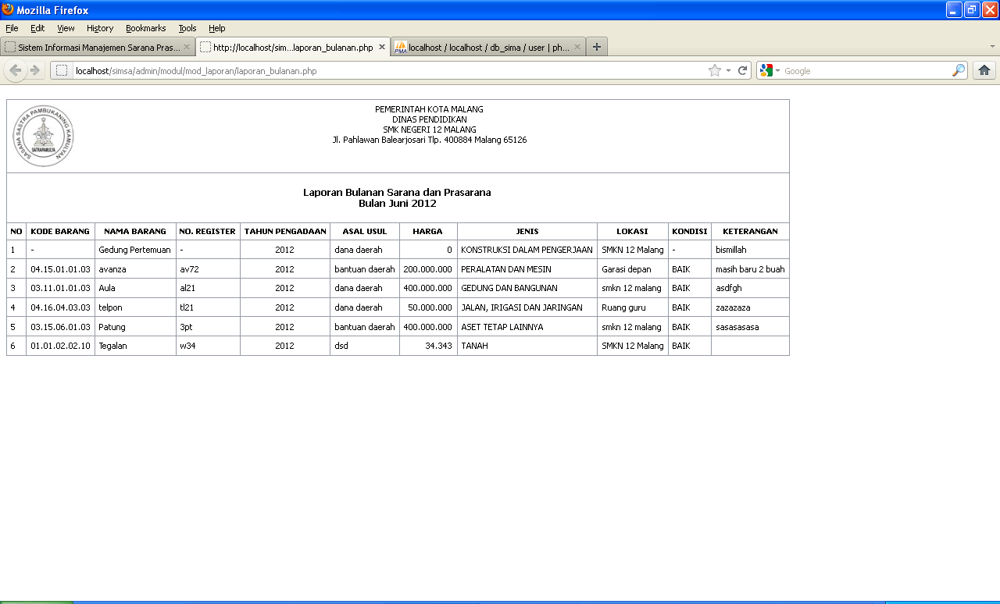 Mozilla Firefox
File Edit View History Bookmarks Tools Help
Sistem Informasi Manajemen Sarana Pras... http://localhost/sim...laporan_bulanan.php PMA localhost / localhost / db_sima / user | ph...
localhost/simsa/admin/modul/mod_laporan/laporan_bulanan.php Google
SASANA SASTRA PAMBUKANING KAMULYAN
SATRAPAMULYA
PEMERINTAH KOTA MALANG
DINAS PENDIDIKAN
SMK NEGERI 12 MALANG
Jl. Pahlawan Balearjosari Tlp. 400884 Malang 65126
Laporan Bulanan Sarana dan Prasarana
Bulan Juni 2012
NO KODE BARANG NAMA BARANG NO. REGISTER TAHUN PENGADAAN ASAL USUL HARGA JENIS LOKASI KONDISI KETERANGAN
1 - Gedung Pertemuan - 2012 dana daerah 0 KONSTRUKSI DALAM PENGERJAAN SMKN 12 Malang - bismillah
2 04.15.01.01.03 avanza av72 2012 bantuan daerah 200.000.000 PERALATAN DAN MESIN Garasi depan BAIK masih baru 2 buah
3 03.11.01.01.03 Aula al21 2012 dana daerah 400.000.000 GEDUNG DAN BANGUNAN smkn 12 malang BAIK asdfgh
4 04.16.04.03.03 telpon tl21 2012 dana daerah 50.000.000 JALAN, IRIGASI DAN JARINGAN Ruang guru BAIK zazazaza
5 03.15.06.01.03 Patung 3pt 2012 bantuan daerah 400.000.000 ASET TETAP LAINNYA smkn 12 malang BAIK sasasasasa
6 01.01.02.02.10 Tegalan w34 2012 dsd 34.343 TANAH SMKN 12 Malang BAIK